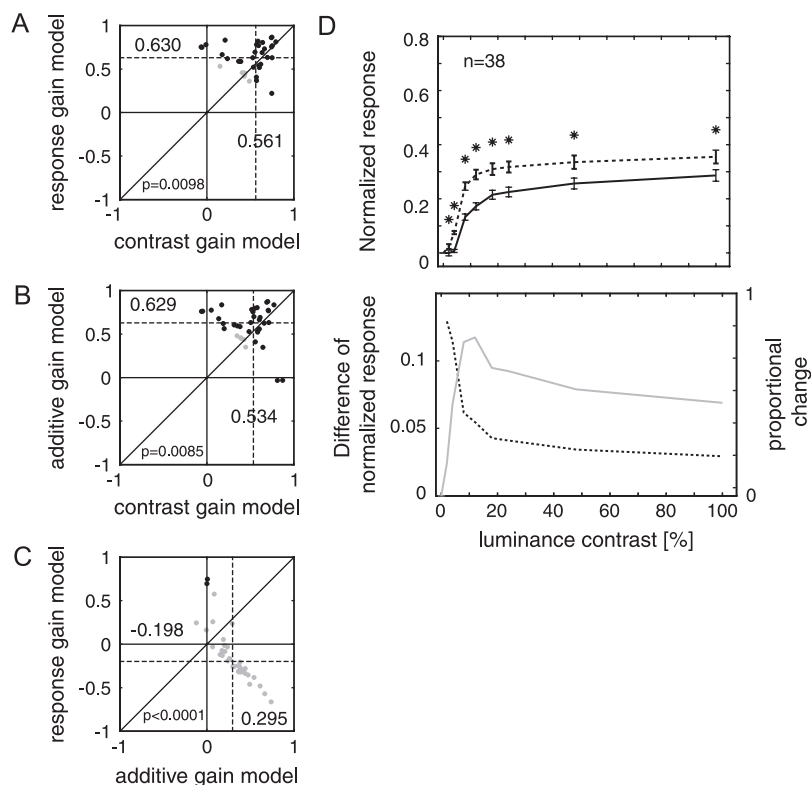 A
response gain model
1
0.5
0
-0.5
-1
0.630
0.561
p=0.0098
-1 0 1
contrast gain model
B
additive gain model
1
0.5
0
-0.5
-1
0.629
0.534
p=0.0085
-1 0 1
contrast gain model
C
response gain model
1
0.5
0
-0.5
-1
-0.198
0.295
p<0.0001
-1 0 1
additive gain model
D
Normalized response
0.8
0.6
0.4
0.2
0
n=38
* * * * * * * *
Difference of
normalized response
0.1
0.05
0
1
0
proportional
change
0 20 40 60 80 100
luminance contrast [%]